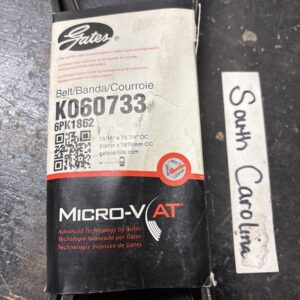 Gates
Belt/Banda/Courroie
K060733
6PK1862
13/16" x 73 7/8" OC
20mm x 1876mm OC
gatesonline.com
MICRO-V AT
Advanced Technology by Gates
Tecnología Avanzada por Gates
Technologie Avancée de Gates
South Carolina